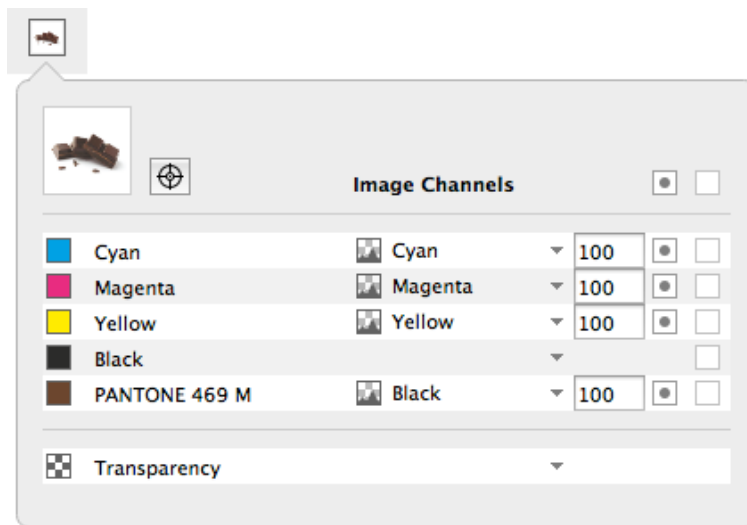 Image Channels
Cyan Cyan 100
Magenta Magenta 100
Yellow Yellow 100
Black
PANTONE 469 M Black 100
Transparency